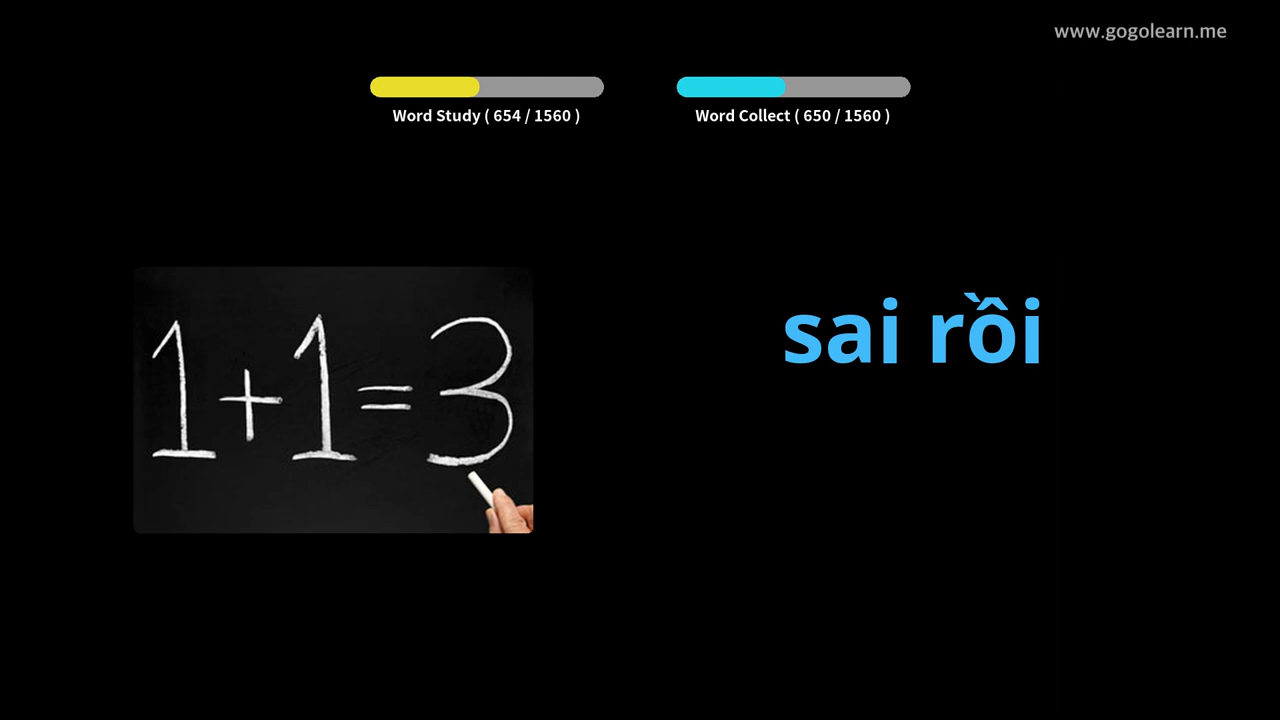 www.gogolearn.me
Word Study ( 654 / 1560 )
Word Collect ( 650 / 1560 )
1+1=3
sai rồi